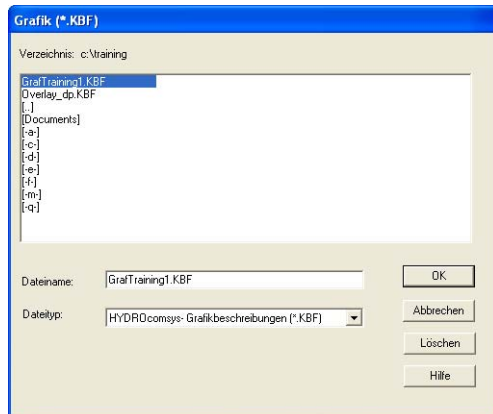 Grafik (*.KBF)
Verzeichnis: c:\training
GrafTraining1.KBF
Overlay_dp.KBF
[..]
[Documents]
[-a-]
[-c-]
[-d-]
[-e-]
[-f-]
[-m-]
[-q-]
Dateiname: GrafTraining1.KBF
Dateityp: HYDROcomsys- Grafikbeschreibungen (*.KBF)
OK
Abbrechen
Löschen
Hilfe